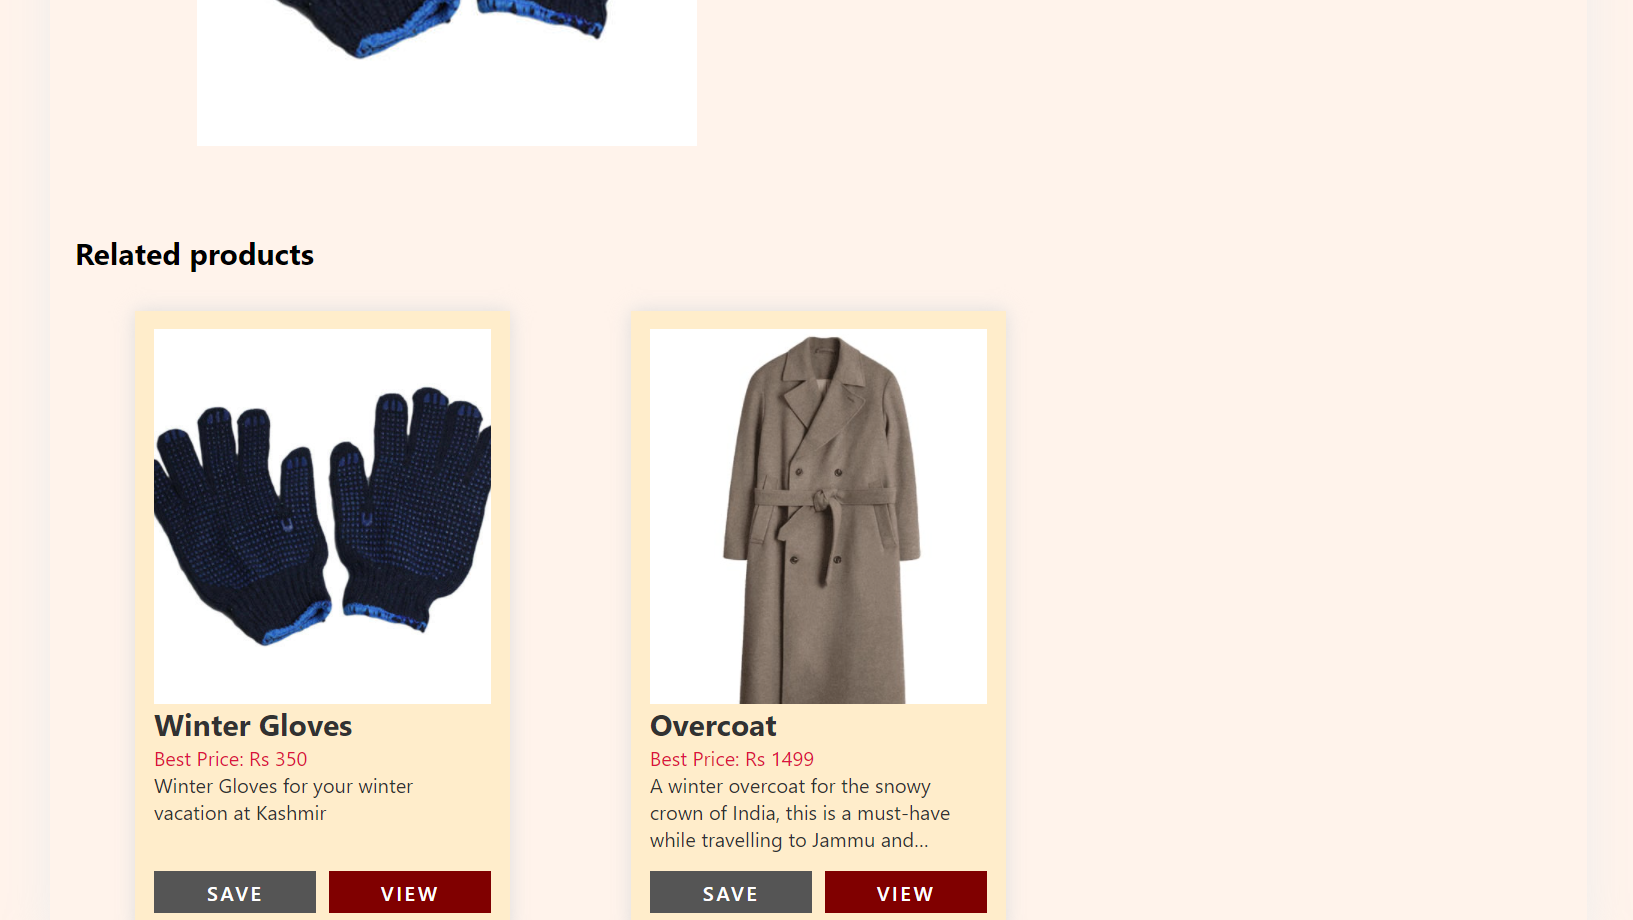 Related products
Winter Gloves
Best Price: Rs 350
Winter Gloves for your winter
vacation at Kashmir
SAVE
VIEW
Overcoat
Best Price: Rs 1499
A winter overcoat for the snowy
crown of India, this is a must-have
while travelling to Jammu and...
SAVE
VIEW